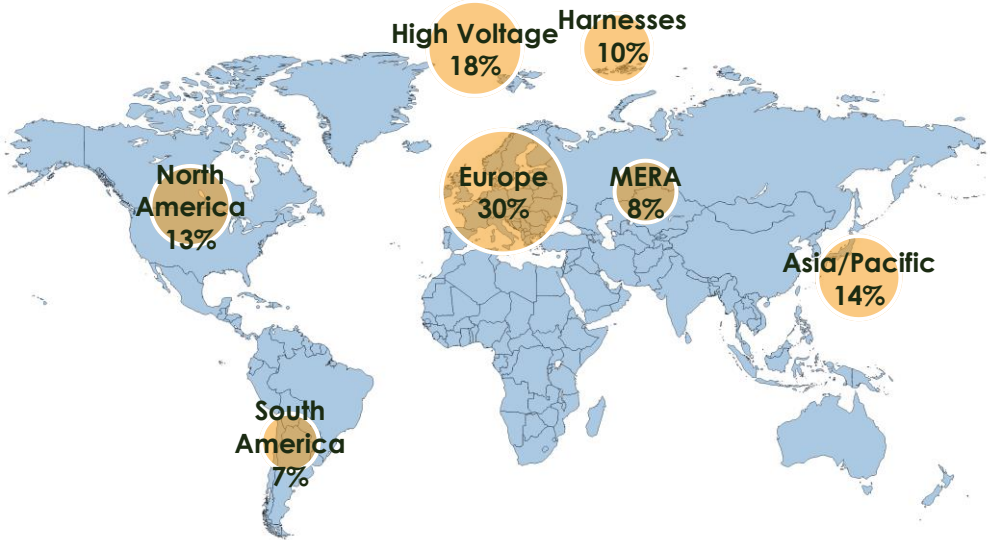 High Voltage
18%
Harnesses
10%
North
America
13%
Europe
30%
MERA
8%
Asia/Pacific
14%
South
America
7%